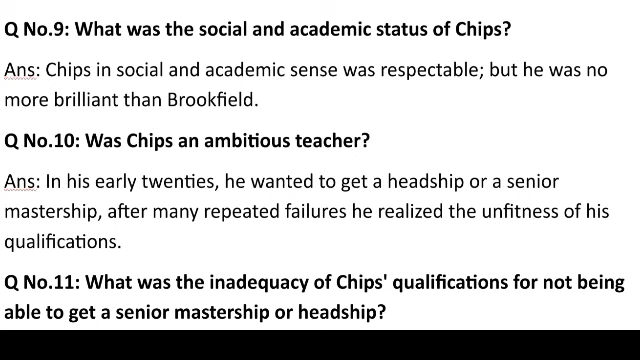 Q No.9: What was the social and academic status of Chips?
Ans: Chips in social and academic sense was respectable; but he was no
more brilliant than Brookfield.
Q No.10: Was Chips an ambitious teacher?
Ans: In his early twenties, he wanted to get a headship or a senior
mastership, after many repeated failures he realized the unfitness of his
qualifications.
Q No.11: What was the inadequacy of Chips' qualifications for not being
able to get a senior mastership or headship?